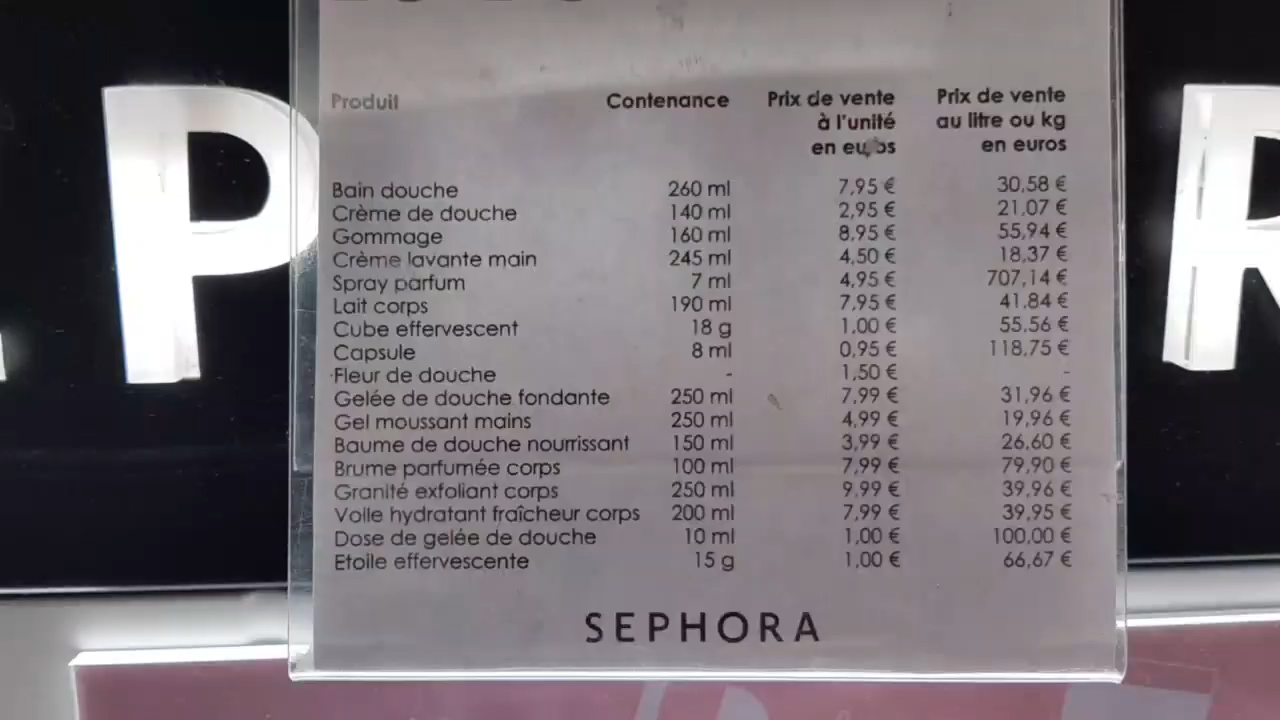 Produit Contenance Prix de vente Prix de vente
à l'unité au litre ou kg
en euros en euros
Bain douche 260 ml 7,95 € 30,58 €
Crème de douche 140 ml 2,95 € 21,07 €
Gommage 160 ml 8,95 € 55,94 €
Crème lavante main 245 ml 4,50 € 18,37 €
Spray parfum 7 ml 4,95 € 707,14 €
Lait corps 190 ml 7,95 € 41,84 €
Cube effervescent 18 g 1,00 € 55,56 €
Capsule 8 ml 0,95 € 118,75 €
Fleur de douche - 1,50 € -
Gelée de douche fondante 250 ml 7,99 € 31,96 €
Gel moussant mains 250 ml 4,99 € 19,96 €
Baume de douche nourrissant 150 ml 3,99 € 26,60 €
Brume parfumée corps 100 ml 7,99 € 79,90 €
Granité exfoliant corps 250 ml 9,99 € 39,96 €
Voile hydratant fraîcheur corps 200 ml 7,99 € 39,95 €
Dose de gelée de douche 10 ml 1,00 € 100,00 €
Etoile effervescente 15 g 1,00 € 66,67 €
SEPHORA
P R